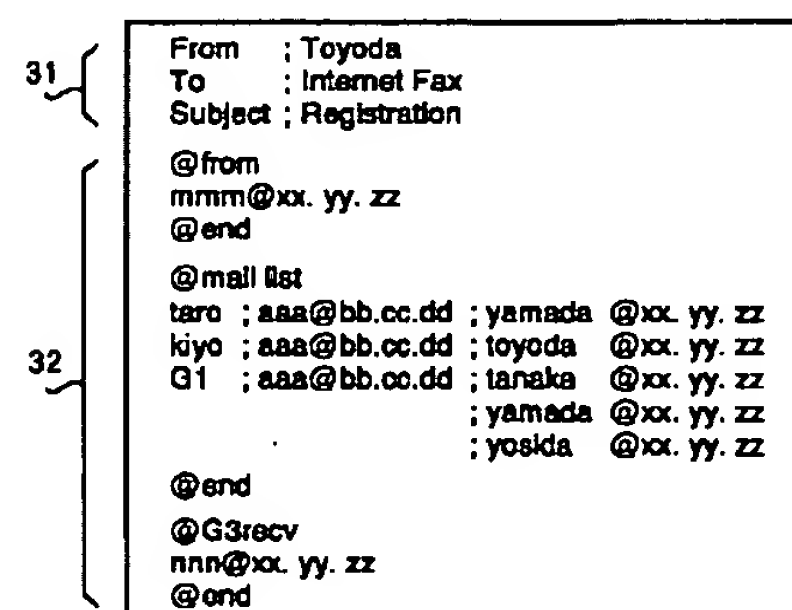 31
From ; Toyoda
To ; Internet Fax
Subject ; Registration
32
@from
mmm@xx. yy. zz
@end
@mail list
taro ; aaa@bb.cc.dd ; yamada @xx. yy. zz
kiyo ; aaa@bb.cc.dd ; toyoda @xx. yy. zz
G1 ; aaa@bb.cc.dd ; tanaka @xx. yy. zz
; yamada @xx. yy. zz
; yosida @xx. yy. zz
@end
@G3recv
nnn@xx. yy. zz
@end